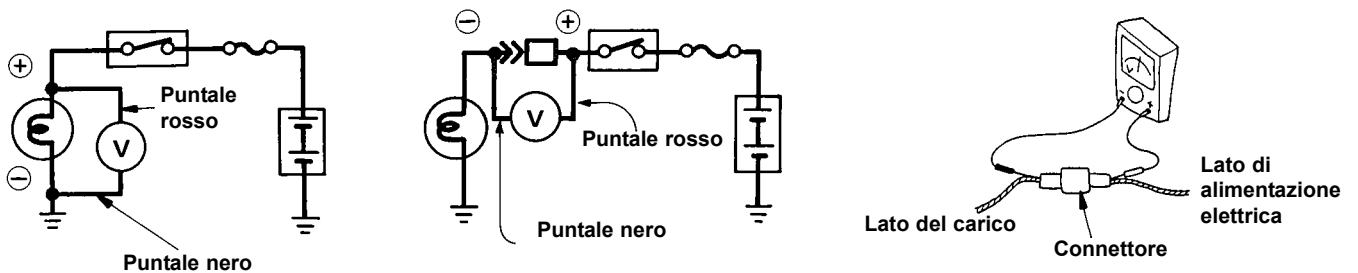 Puntale
rosso
V
Puntale nero
V
Puntale rosso
Puntale nero
V
Lato del carico
Connettore
Lato di
alimentazione
elettrica